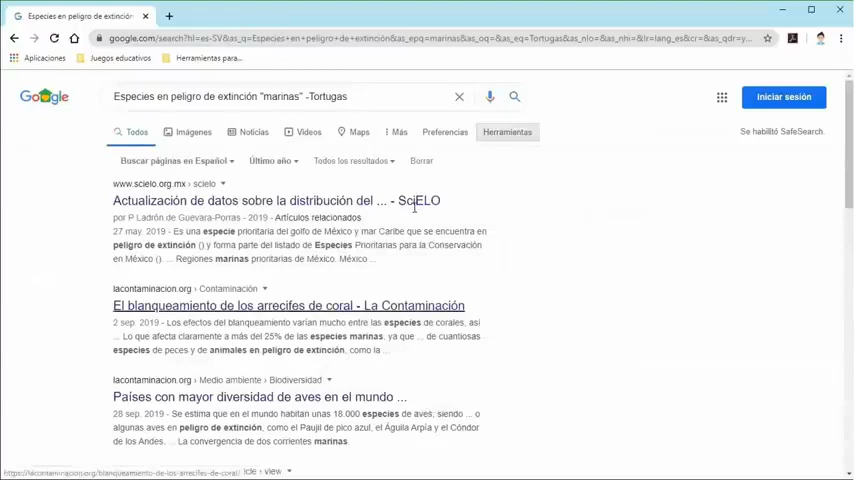 Especies en peligro de extinción
google.com/search?hl=es-SV&as_q=Especies+en+peligro+de+extinción&as_epq=marinas&as_oq=&as_eq=Tortugas&as_nlo=&as_nhi=&lr=lang_es&cr=&as_qdr=y...
Aplicaciones Juegos educativos Herramientas para...
Google Especies en peligro de extinción "marinas" -Tortugas Iniciar sesión
Todos Imágenes Noticias Videos Maps Más Preferencias Herramientas Se habilitó SafeSearch.
Buscar páginas en Español Último año Todos los resultados Borrar
www.scielo.org.mx › scielo
Actualización de datos sobre la distribución del ... - SciELO
por P Ladrón de Guevara-Porras - 2019 - Artículos relacionados
27 may. 2019 - Es una especie prioritaria del golfo de México y mar Caribe que se encuentra en
peligro de extinción () y forma parte del listado de Especies Prioritarias para la Conservación
en México (). ... Regiones marinas prioritarias de México. México ...
lacontaminacion.org › Contaminación
El blanqueamiento de los arrecifes de coral - La Contaminación
2 sep. 2019 - Los efectos del blanqueamiento varían mucho entre las especies de corales, así
... Lo que afecta claramente a más del 25% de las especies marinas, ya que ... de cuantiosas
especies de peces y de animales en peligro de extinción, como la ...
lacontaminacion.org › Medio ambiente › Biodiversidad
Países con mayor diversidad de aves en el mundo ...
28 sep. 2019 - Se estima que en el mundo habitan unas 18.000 especies de aves, siendo ... o
algunas aves en peligro de extinción, como el Paujil de pico azul, el Águila Arpía y el Cóndor
de los Andes. ... La convergencia de dos corrientes marinas.
https://lacontaminacion.org/blanqueamiento-de-los-arrecifes-de-coral/
› view